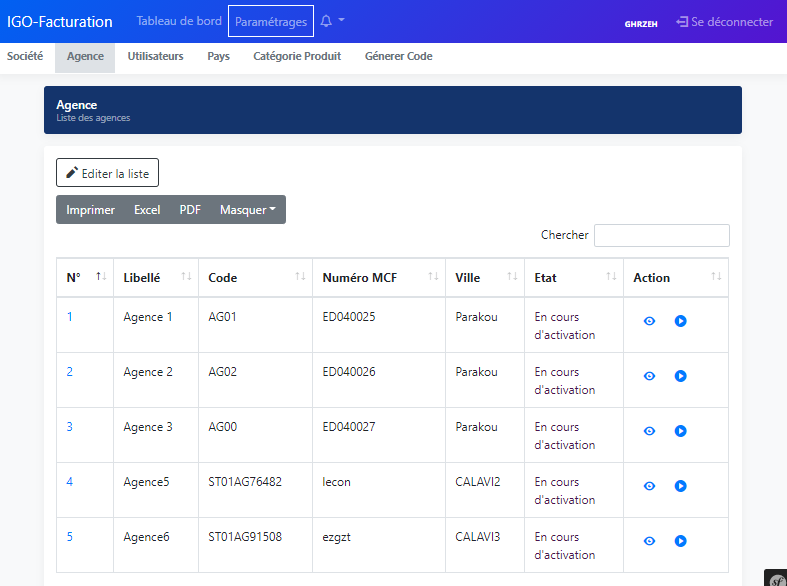 IGO-Facturation Tableau de bord Paramétrages GHRZEH Se déconnecter
Société Agence Utilisateurs Pays Catégorie Produit Génerer Code
Agence
Liste des agences
Editer la liste
Imprimer Excel PDF Masquer
Chercher
N° Libellé Code Numéro MCF Ville Etat Action
1 Agence 1 AG01 ED040025 Parakou En cours
d'activation
2 Agence 2 AG02 ED040026 Parakou En cours
d'activation
3 Agence 3 AG00 ED040027 Parakou En cours
d'activation
4 Agence5 ST01AG76482 lecon CALAVI2 En cours
d'activation
5 Agence6 ST01AG91508 ezgzt CALAVI3 En cours
d'activation
sf